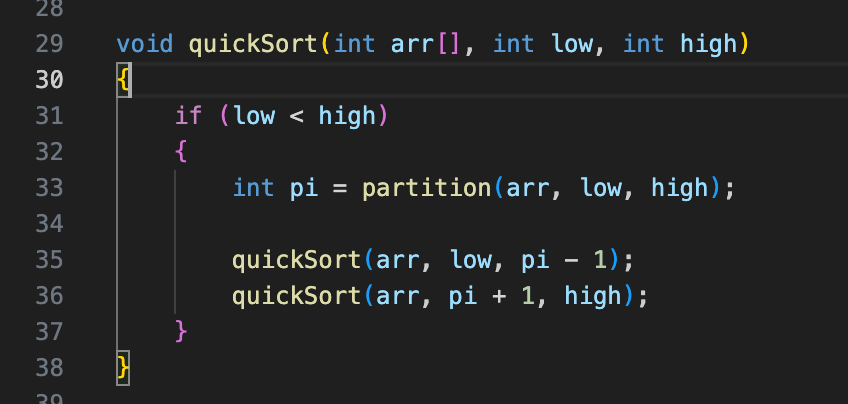 28
29 void quickSort(int arr[], int low, int high)
30 {
31     if (low < high)
32     {
33         int pi = partition(arr, low, high);
34
35         quickSort(arr, low, pi - 1);
36         quickSort(arr, pi + 1, high);
37     }
38 }
39